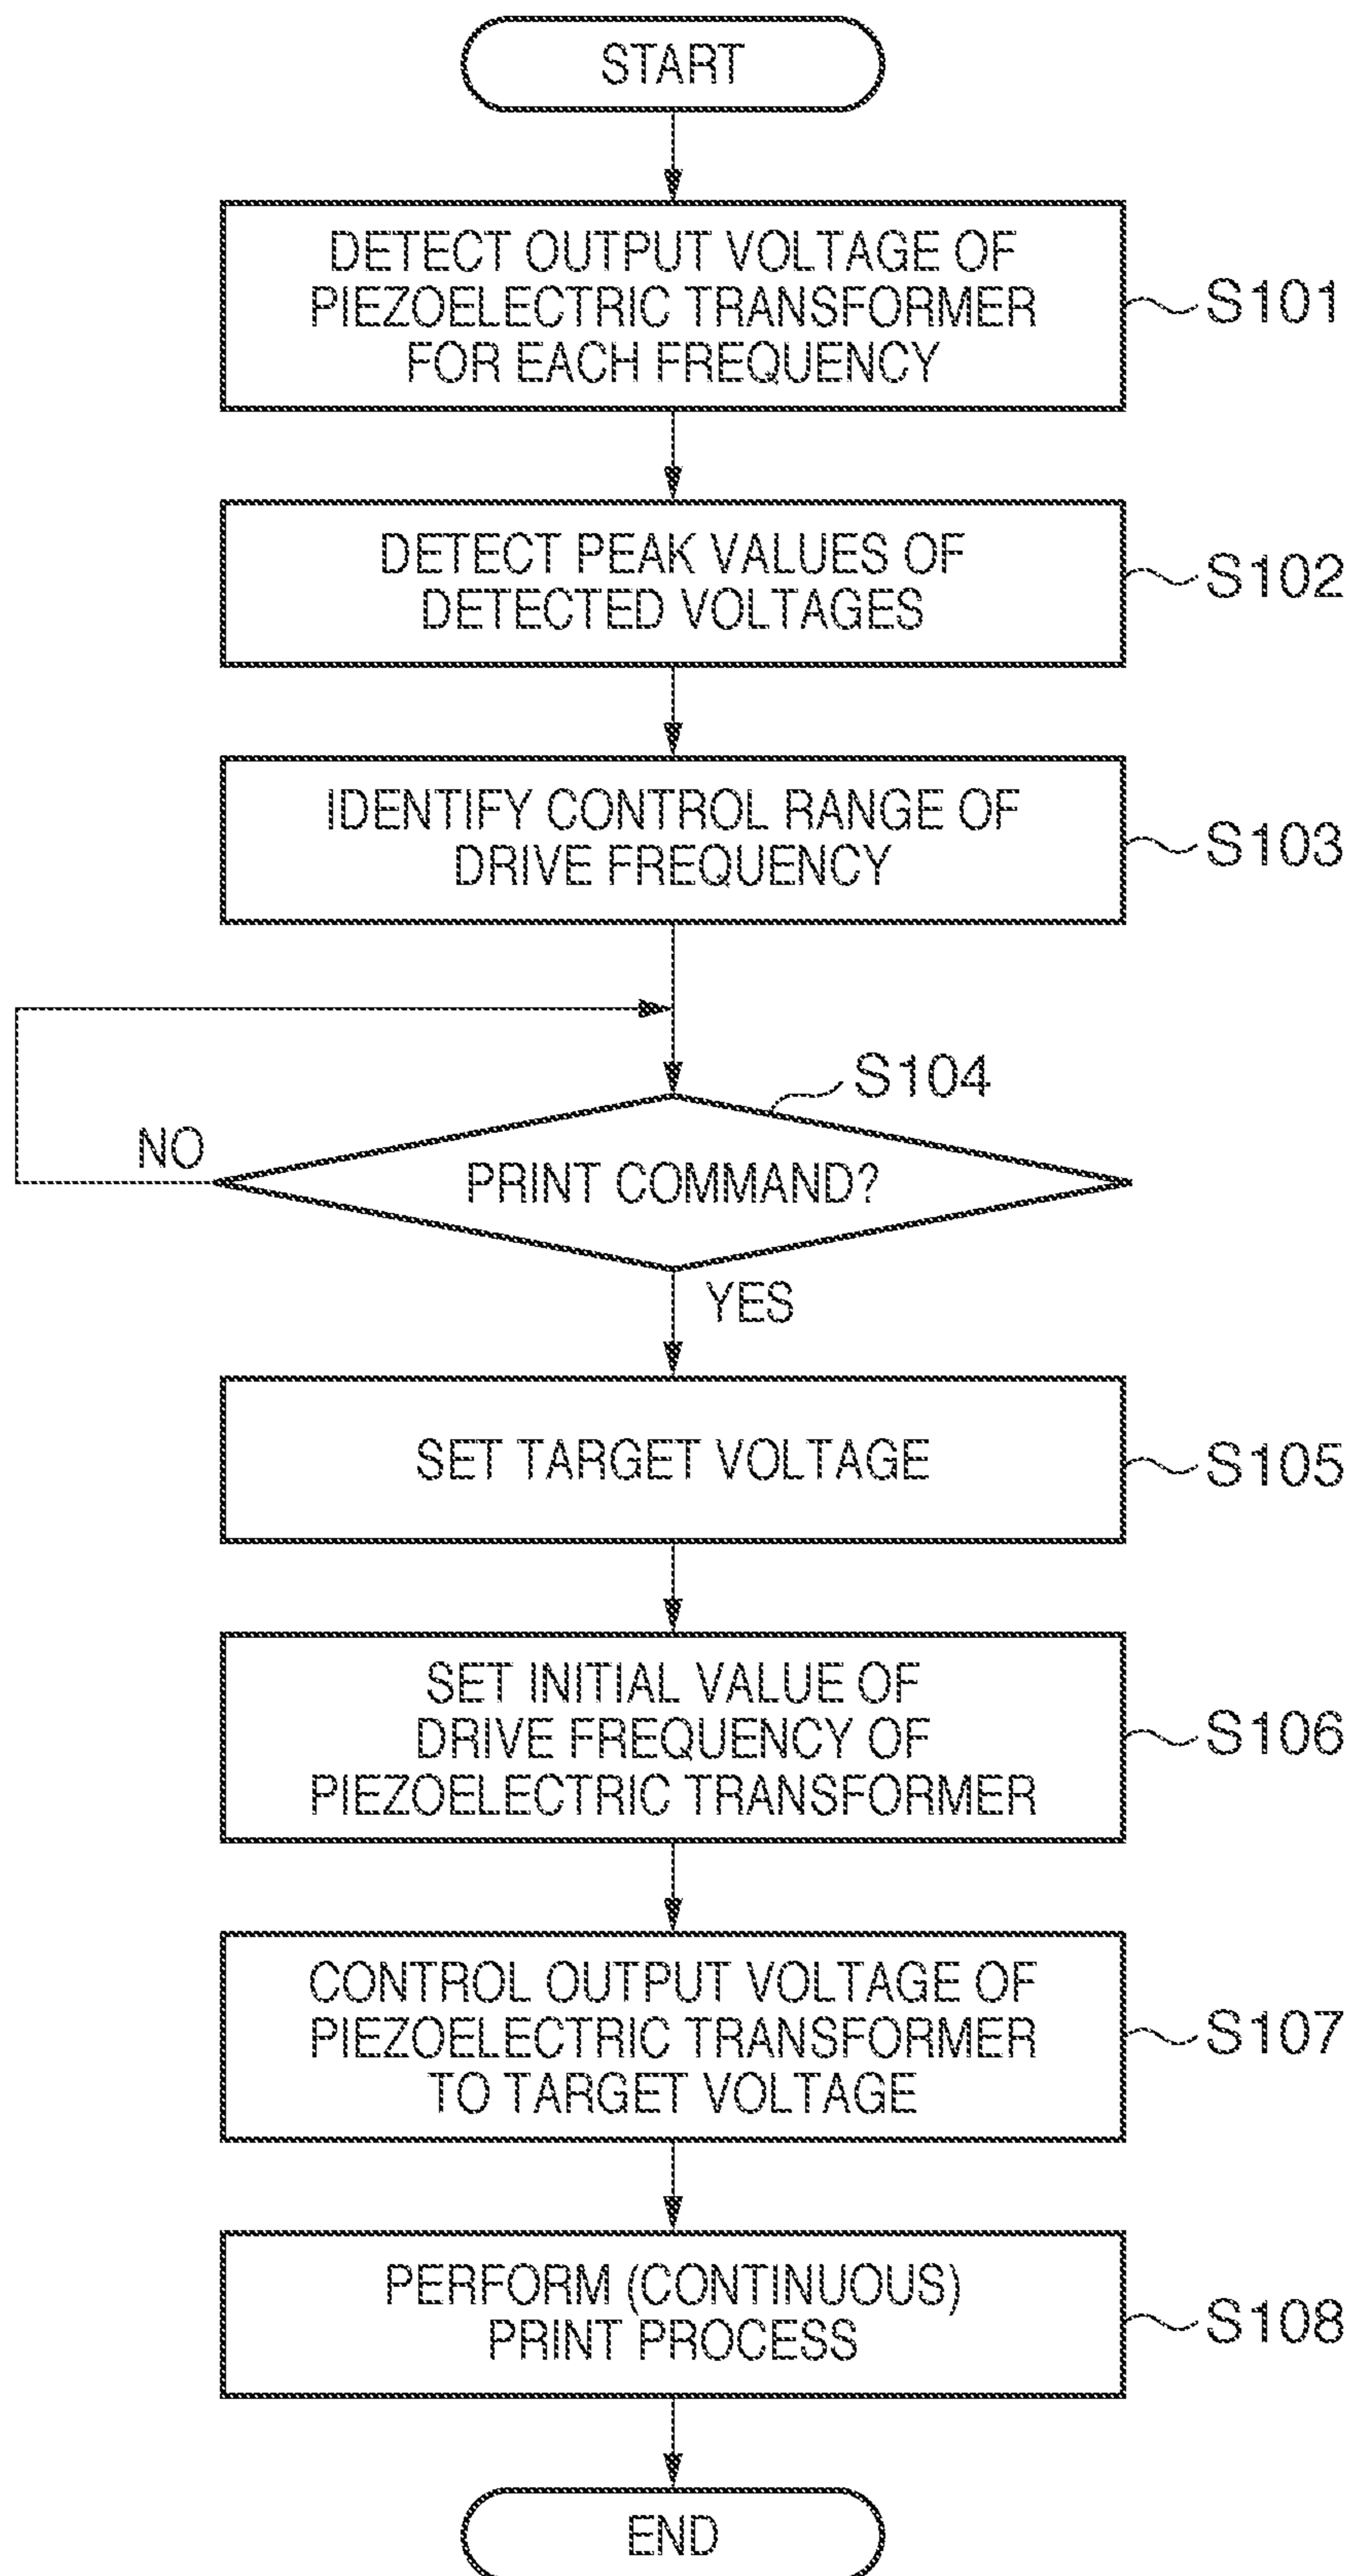 START
DETECT OUTPUT VOLTAGE OF
PIEZOELECTRIC TRANSFORMER
FOR EACH FREQUENCY
S101
DETECT PEAK VALUES OF
DETECTED VOLTAGES
S102
IDENTIFY CONTROL RANGE OF
DRIVE FREQUENCY
S103
S104
NO
PRINT COMMAND?
YES
SET TARGET VOLTAGE
S105
SET INITIAL VALUE OF
DRIVE FREQUENCY OF
PIEZOELECTRIC TRANSFORMER
S106
CONTROL OUTPUT VOLTAGE OF
PIEZOELECTRIC TRANSFORMER
TO TARGET VOLTAGE
S107
PERFORM (CONTINUOUS)
PRINT PROCESS
S108
END